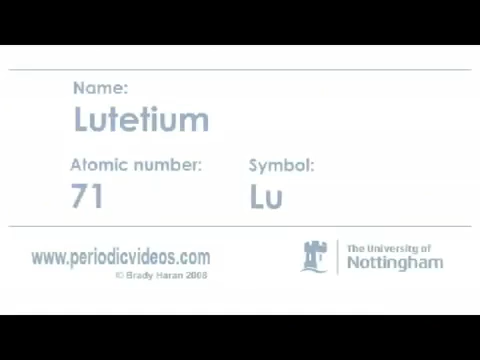 Name:
Lutetium
Atomic number: Symbol:
71 Lu
www.periodicvideos.com
© Brady Haran 2008
The University of
Nottingham